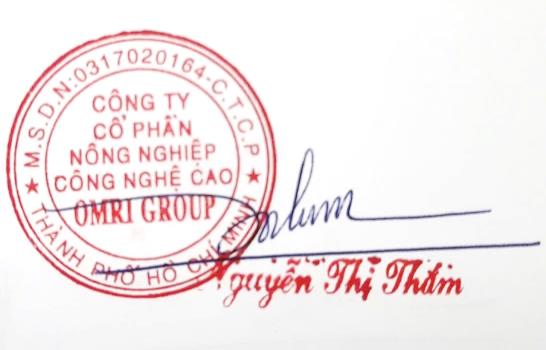 M.S.D.N:0317020164-C.T.C.P
CÔNG TY
CỔ PHẦN
NÔNG NGHIỆP
CÔNG NGHỆ CAO
OMRI GROUP
THÀNH PHỐ HỒ CHÍ MINH
Nguyễn Thị Thắm